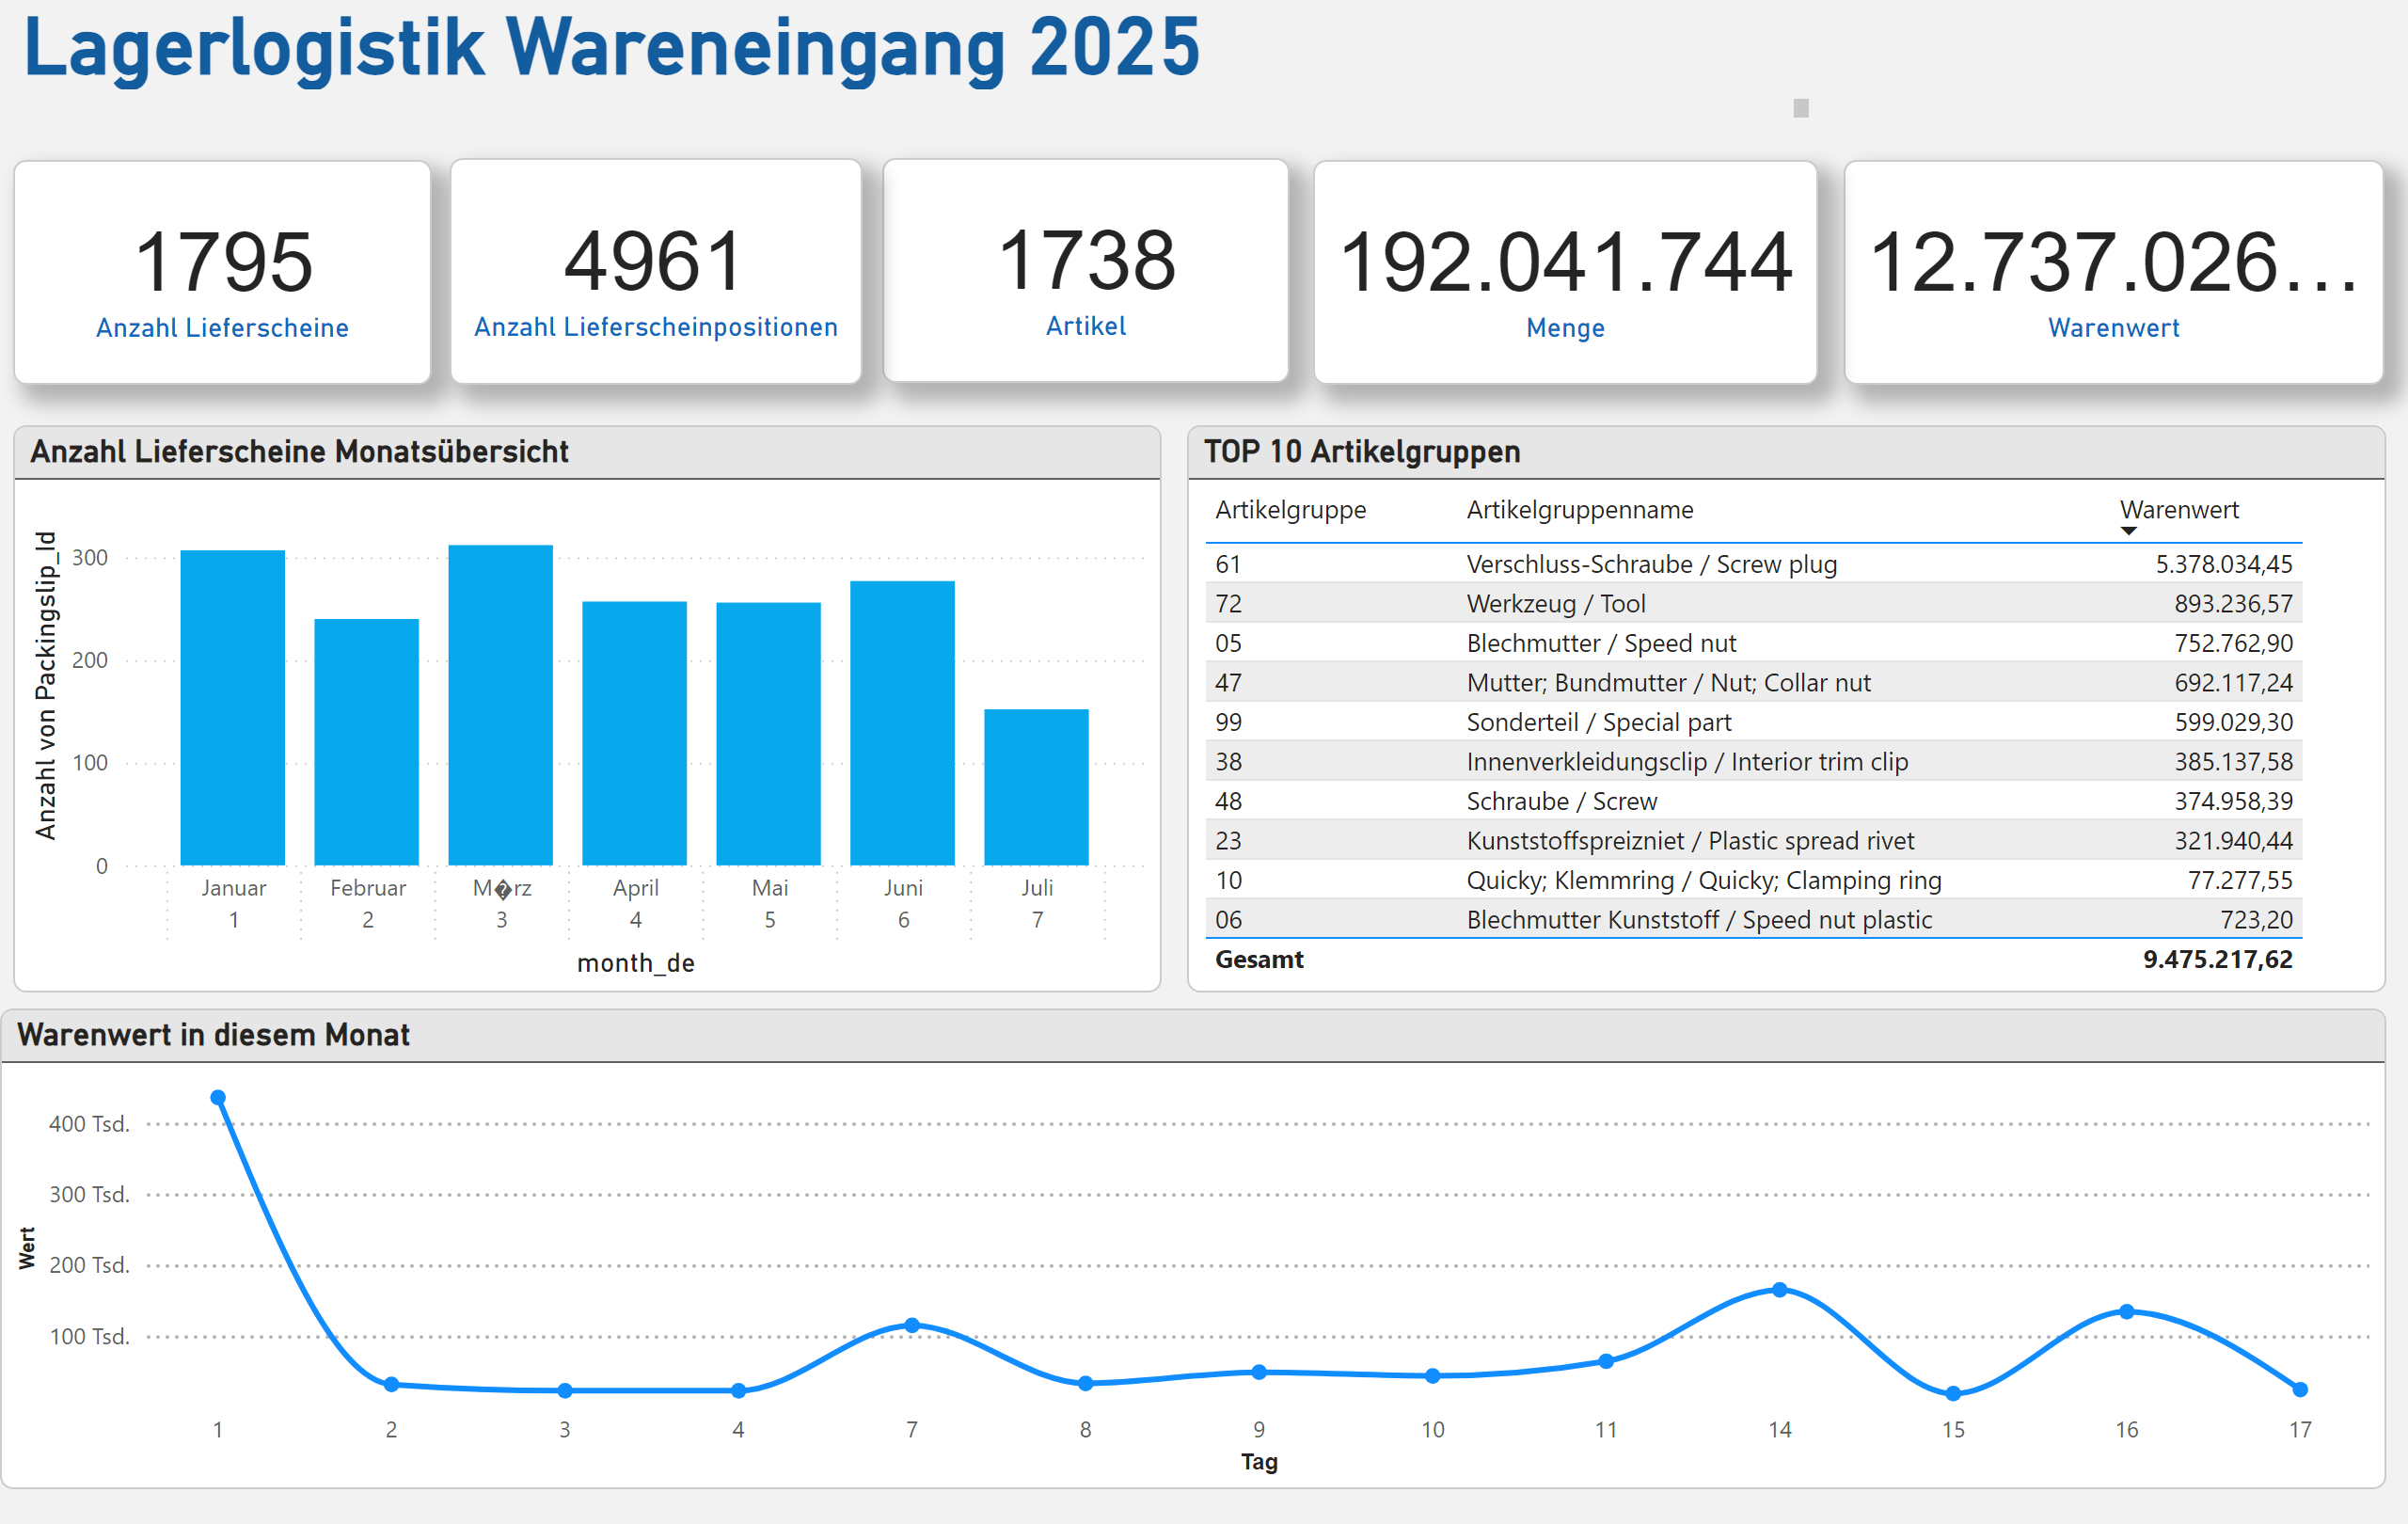 Lagerlogistik Wareneingang 2025
1795
Anzahl Lieferscheine
4961
Anzahl Lieferscheinpositionen
1738
Artikel
192.041.744
Menge
12.737.026...
Warenwert
Anzahl Lieferscheine Monatsübersicht
Anzahl von Packingslip_Id
300
200
100
0
Januar Februar M�rz April Mai Juni Juli
1 2 3 4 5 6 7
month_de
TOP 10 Artikelgruppen
Artikelgruppe Artikelgruppenname Warenwert
61 Verschluss-Schraube / Screw plug 5.378.034,45
72 Werkzeug / Tool 893.236,57
05 Blechmutter / Speed nut 752.762,90
47 Mutter; Bundmutter / Nut; Collar nut 692.117,24
99 Sonderteil / Special part 599.029,30
38 Innenverkleidungsclip / Interior trim clip 385.137,58
48 Schraube / Screw 374.958,39
23 Kunststoffspreizniet / Plastic spread rivet 321.940,44
10 Quicky; Klemmring / Quicky; Clamping ring 77.277,55
06 Blechmutter Kunststoff / Speed nut plastic 723,20
Gesamt 9.475.217,62
Warenwert in diesem Monat
Wert
400 Tsd.
300 Tsd.
200 Tsd.
100 Tsd.
1 2 3 4 7 8 9 10 11 14 15 16 17
Tag